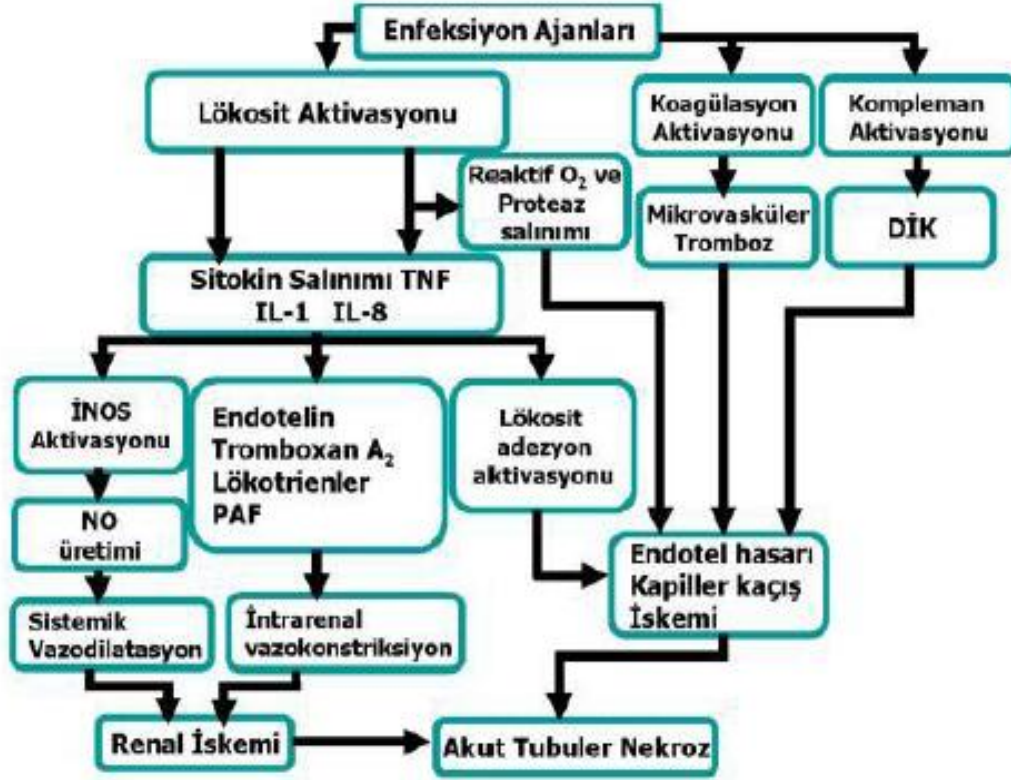 Enfeksiyon Ajanları
Lökosit Aktivasyonu
Koagülasyon
Aktivasyonu
Kompleman
Aktivasyonu
Reaktif O₂ ve
Proteaz
salınımı
Mikrovasküler
Tromboz
DİK
Sitokin Salınımı TNF
IL-1 IL-8
İNOS
Aktivasyonu
Endotelin
Tromboxan A₂
Lökotrienler
PAF
Lökosit
adezyon
aktivasyonu
NO
üretimi
Endotel hasarı
Kapiller kaçış
İskemi
Sistemik
Vazodilatasyon
İntrarenal
vazokonstriksiyon
Renal İskemi
Akut Tubuler Nekroz